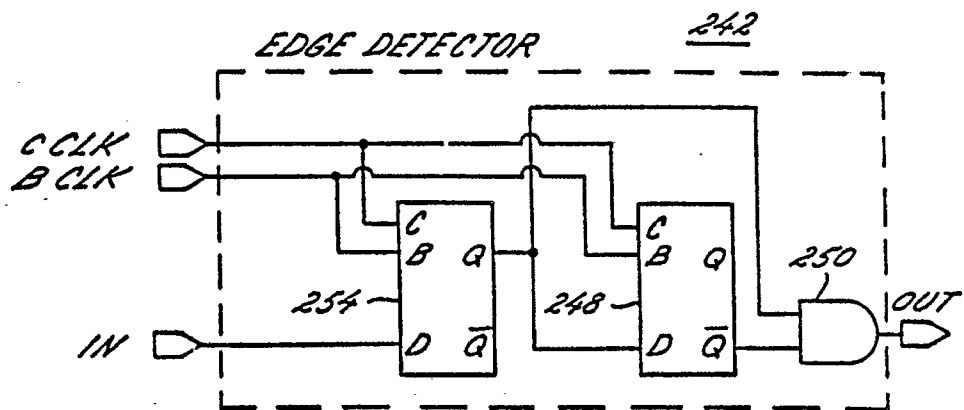 242
EDGE DETECTOR
C CLK
B CLK
C
B Q
254
D Q̅
C
B Q
248
D Q̅
250
IN
OUT